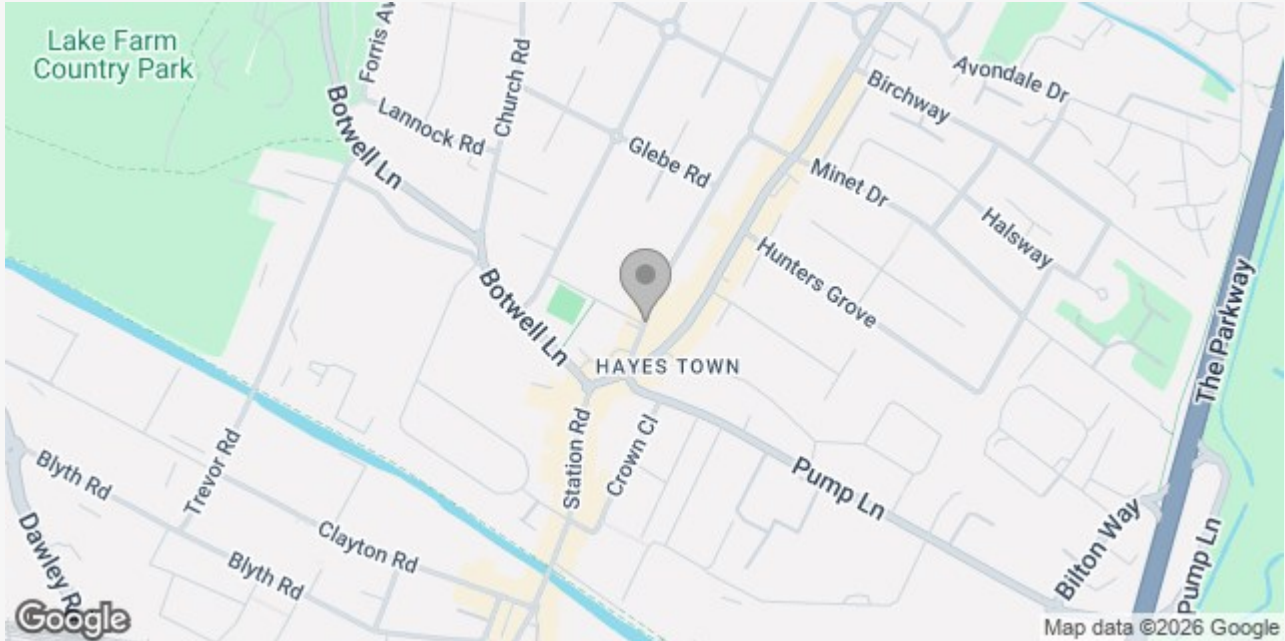 Lake Farm
Country Park
Forris Av
Church Rd
Avondale Dr
Birchway
Botwell Ln
Lannock Rd
Glebe Rd
Minet Dr
Halsway
Hunters Grove
The Parkway
Botwell Ln
HAYES TOWN
Station Rd
Crown Cl
Trevor Rd
Blyth Rd
Pump Ln
Clayton Rd
Bilton Way
Dawley Rd
Blyth Rd
Pump Ln
Google
Map data ©2026 Google